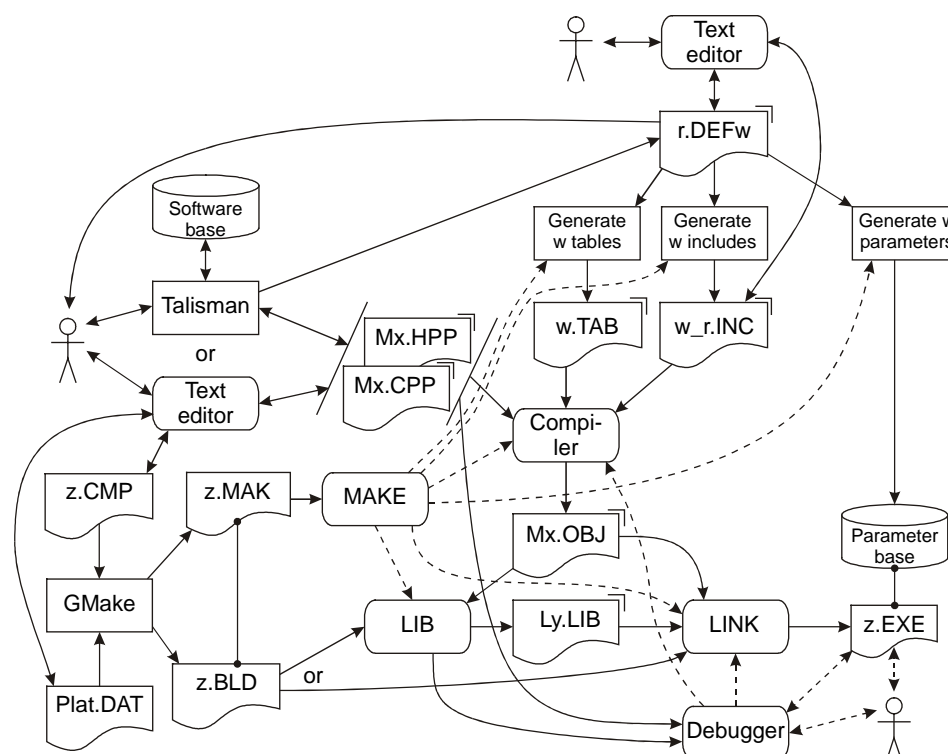 Text
editor
r.DEFw
Software
base
Generate
w tables
Generate
w includes
Generate w
parameters
Talisman
or
Mx.HPP
Mx.CPP
w.TAB
w_r.INC
Text
editor
Compi-
ler
z.CMP
z.MAK
MAKE
Mx.OBJ
Parameter
base
GMake
LIB
Ly.LIB
LINK
z.EXE
Plat.DAT
z.BLD
or
Debugger